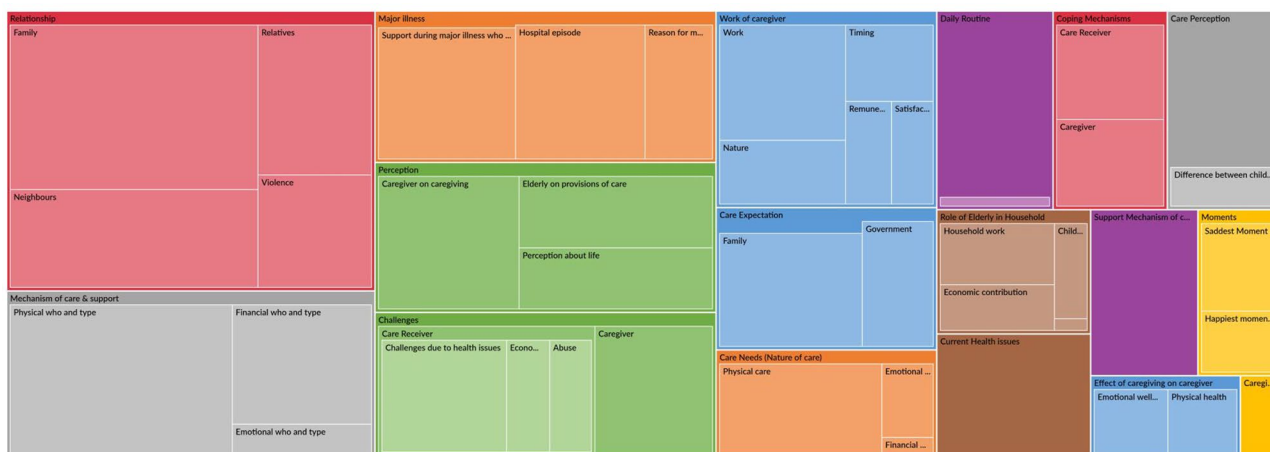 Relationship
Family
Relatives
Neighbours
Violence
Mechanism of care & support
Physical who and type
Financial who and type
Emotional who and type
Major illness
Support during major illness who ...
Hospital episode
Reason for m...
Perception
Caregiver on caregiving
Elderly on provisions of care
Perception about life
Challenges
Care Receiver
Challenges due to health issues
Econo...
Abuse
Caregiver
Work of caregiver
Work
Timing
Remune...
Satisfac...
Nature
Care Expectation
Family
Government
Care Needs (Nature of care)
Physical care
Emotional ...
Financial ...
Daily Routine
Coping Mechanisms
Care Receiver
Caregiver
Care Perception
Difference between child..
Role of Elderly in Household
Household work
Child...
Economic contribution
Current Health issues
Support Mechanism of c...
Moments
Saddest Moment
Happiest momen..
Effect of caregiving on caregiver
Emotional well...
Physical health
Caregi..